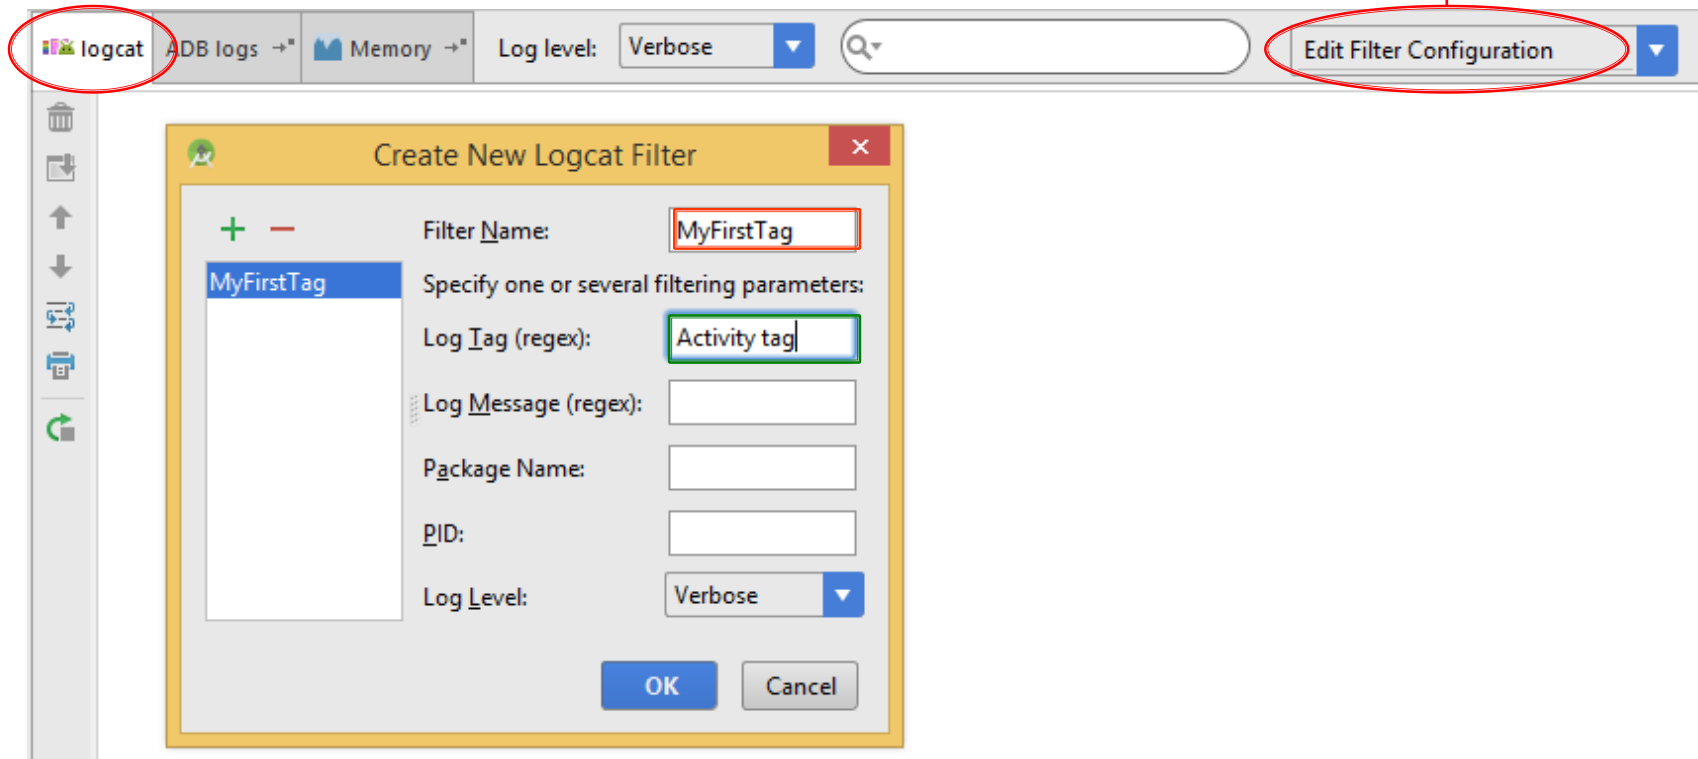 logcat ADB logs Memory Log level: Verbose Edit Filter Configuration
Create New Logcat Filter
Filter Name: MyFirstTag
MyFirstTag
Specify one or several filtering parameters:
Log Tag (regex): Activity tag
Log Message (regex):
Package Name:
PID:
Log Level: Verbose
OK Cancel